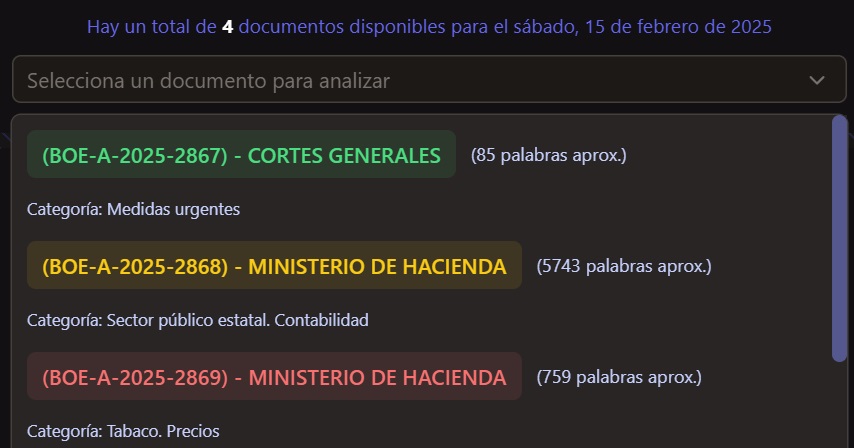 Hay un total de 4 documentos disponibles para el sábado, 15 de febrero de 2025
Selecciona un documento para analizar
(BOE-A-2025-2867) - CORTES GENERALES (85 palabras aprox.)
Categoría: Medidas urgentes
(BOE-A-2025-2868) - MINISTERIO DE HACIENDA (5743 palabras aprox.)
Categoría: Sector público estatal. Contabilidad
(BOE-A-2025-2869) - MINISTERIO DE HACIENDA (759 palabras aprox.)
Categoría: Tabaco. Precios